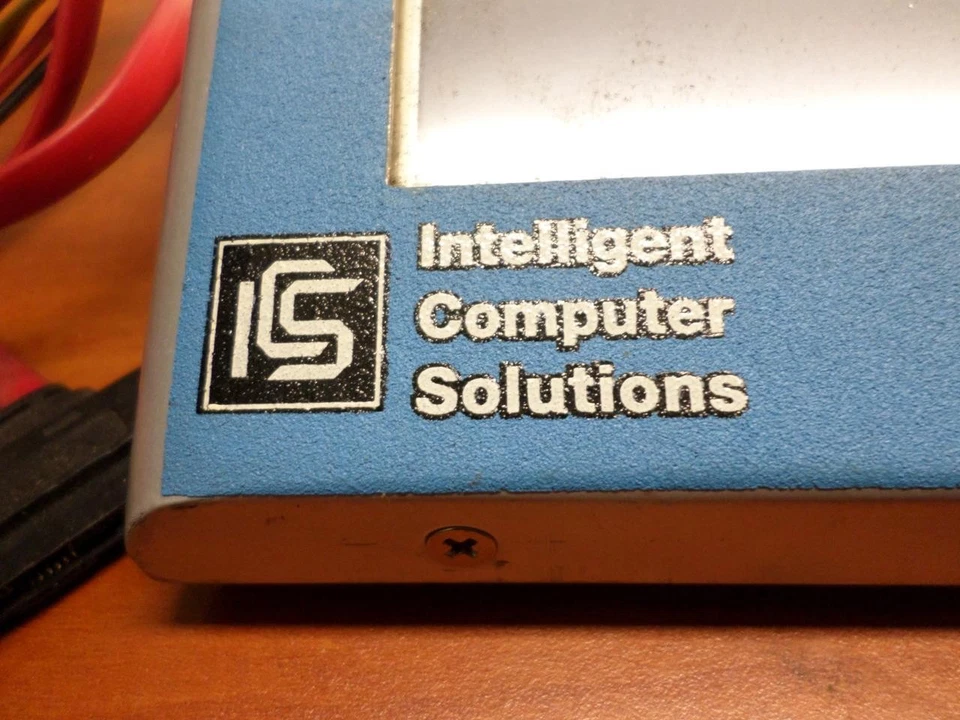 ICS
Intelligent
Computer
Solutions